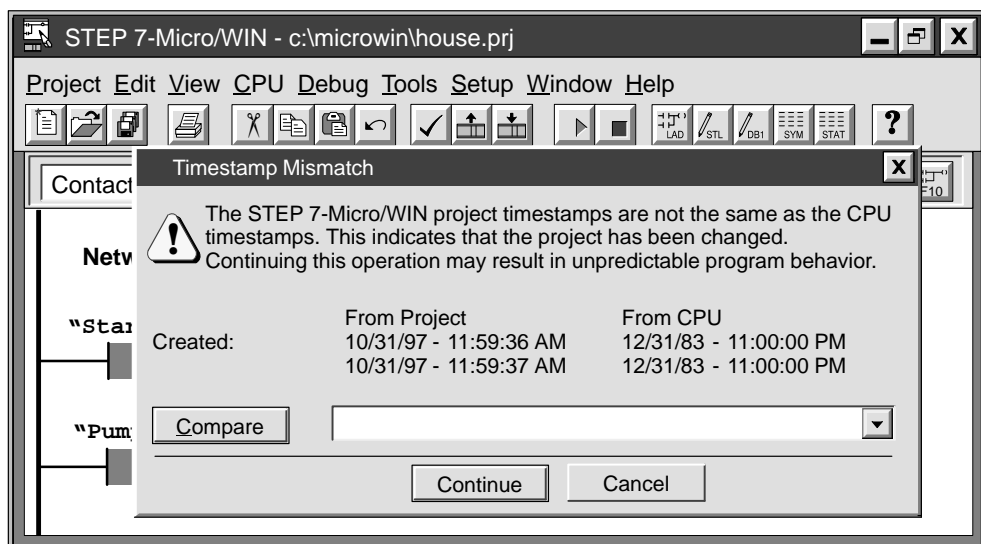 STEP 7-Micro/WIN - c:\microwin\house.prj
Project Edit View CPU Debug Tools Setup Window Help
LAD STL DB1 SYM STAT ?
Timestamp Mismatch
Contact
F10
The STEP 7-Micro/WIN project timestamps are not the same as the CPU
timestamps. This indicates that the project has been changed.
Continuing this operation may result in unpredictable program behavior.
Netw
"Star
From Project From CPU
Created: 10/31/97 - 11:59:36 AM 12/31/83 - 11:00:00 PM
10/31/97 - 11:59:37 AM 12/31/83 - 11:00:00 PM
"Pum
Compare
Continue Cancel